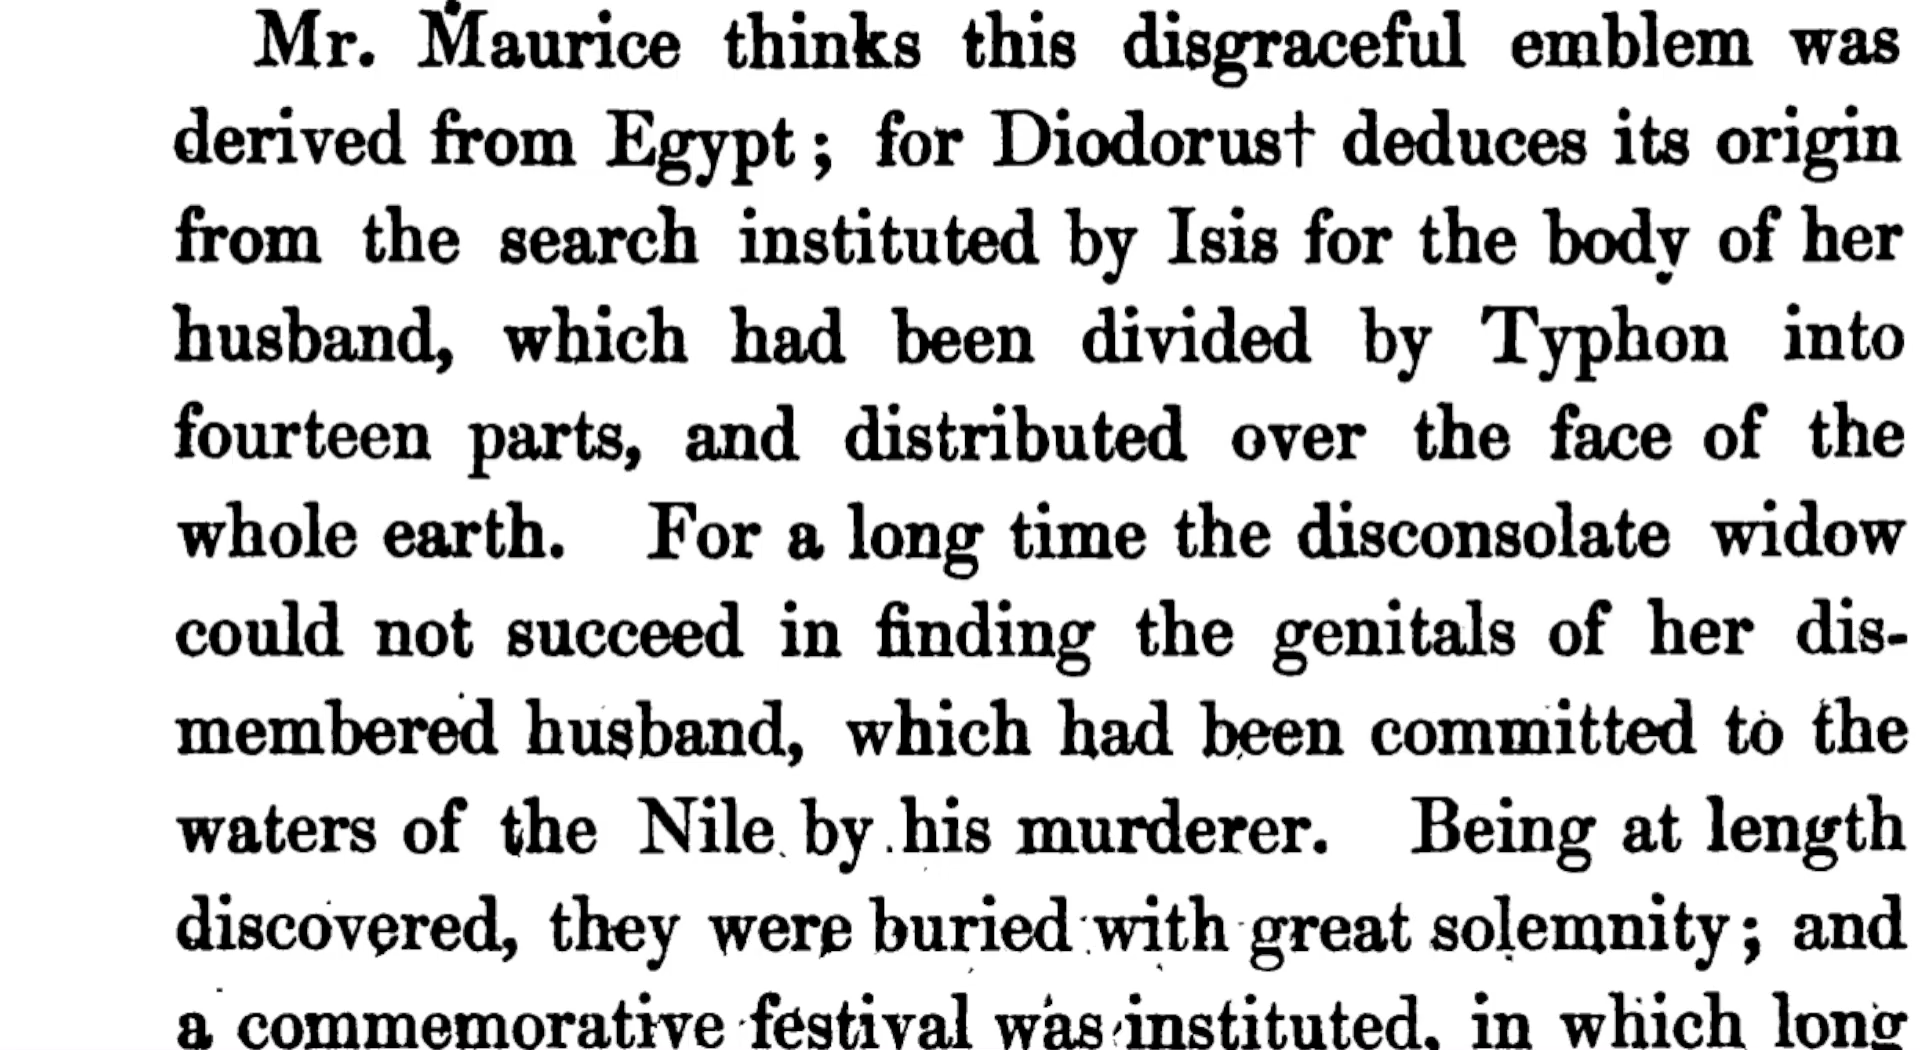 Mr. Maurice thinks this disgraceful emblem was
derived from Egypt; for Diodorus† deduces its origin
from the search instituted by Isis for the body of her
husband, which had been divided by Typhon into
fourteen parts, and distributed over the face of the
whole earth. For a long time the disconsolate widow
could not succeed in finding the genitals of her dis-
membered husband, which had been committed to the
waters of the Nile by his murderer. Being at length
discovered, they were buried with great solemnity; and
a commemorative festival was instituted, in which long